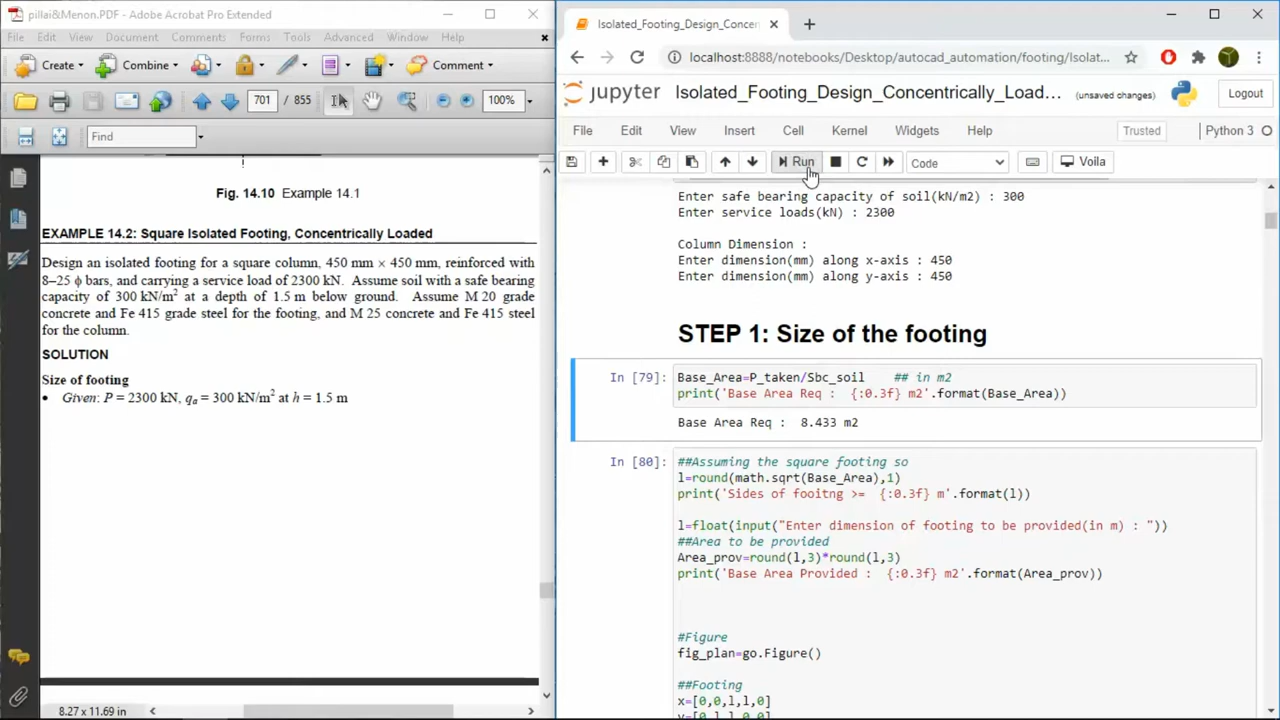 pillai&Menon.PDF - Adobe Acrobat Pro Extended
File Edit View Document Comments Forms Tools Advanced Window Help
Create Combine Comment
701 / 855 100%
Find
Fig. 14.10 Example 14.1
EXAMPLE 14.2: Square Isolated Footing, Concentrically Loaded
Design an isolated footing for a square column, 450 mm × 450 mm, reinforced with
8–25 ϕ bars, and carrying a service load of 2300 kN. Assume soil with a safe bearing
capacity of 300 kN/m² at a depth of 1.5 m below ground. Assume M 20 grade
concrete and Fe 415 grade steel for the footing, and M 25 concrete and Fe 415 steel
for the column.
SOLUTION
Size of footing
• Given: P = 2300 kN, qₐ = 300 kN/m² at h = 1.5 m
8.27 x 11.69 in
Isolated_Footing_Design_Concen
localhost:8888/notebooks/Desktop/autocad_automation/footing/Isolat...
jupyter Isolated_Footing_Design_Concentrically_Load... (unsaved changes) Logout
File Edit View Insert Cell Kernel Widgets Help Trusted Python 3
Run Code Voila
Enter safe bearing capacity of soil(kN/m2) : 300
Enter service loads(kN) : 2300
Column Dimension :
Enter dimension(mm) along x-axis : 450
Enter dimension(mm) along y-axis : 450
STEP 1: Size of the footing
In [79]: Base_Area=P_taken/Sbc_soil ## in m2
print('Base Area Req : {:0.3f} m2'.format(Base_Area))
Base Area Req : 8.433 m2
In [80]: ##Assuming the square footing so
l=round(math.sqrt(Base_Area),1)
print('Sides of fooitng >= {:0.3f} m'.format(l))
l=float(input("Enter dimension of footing to be provided(in m) : "))
##Area to be provided
Area_prov=round(l,3)*round(l,3)
print('Base Area Provided : {:0.3f} m2'.format(Area_prov))
#Figure
fig_plan=go.Figure()
##Footing
x=[0,0,l,l,0]
y=[0,l,l,0,0]